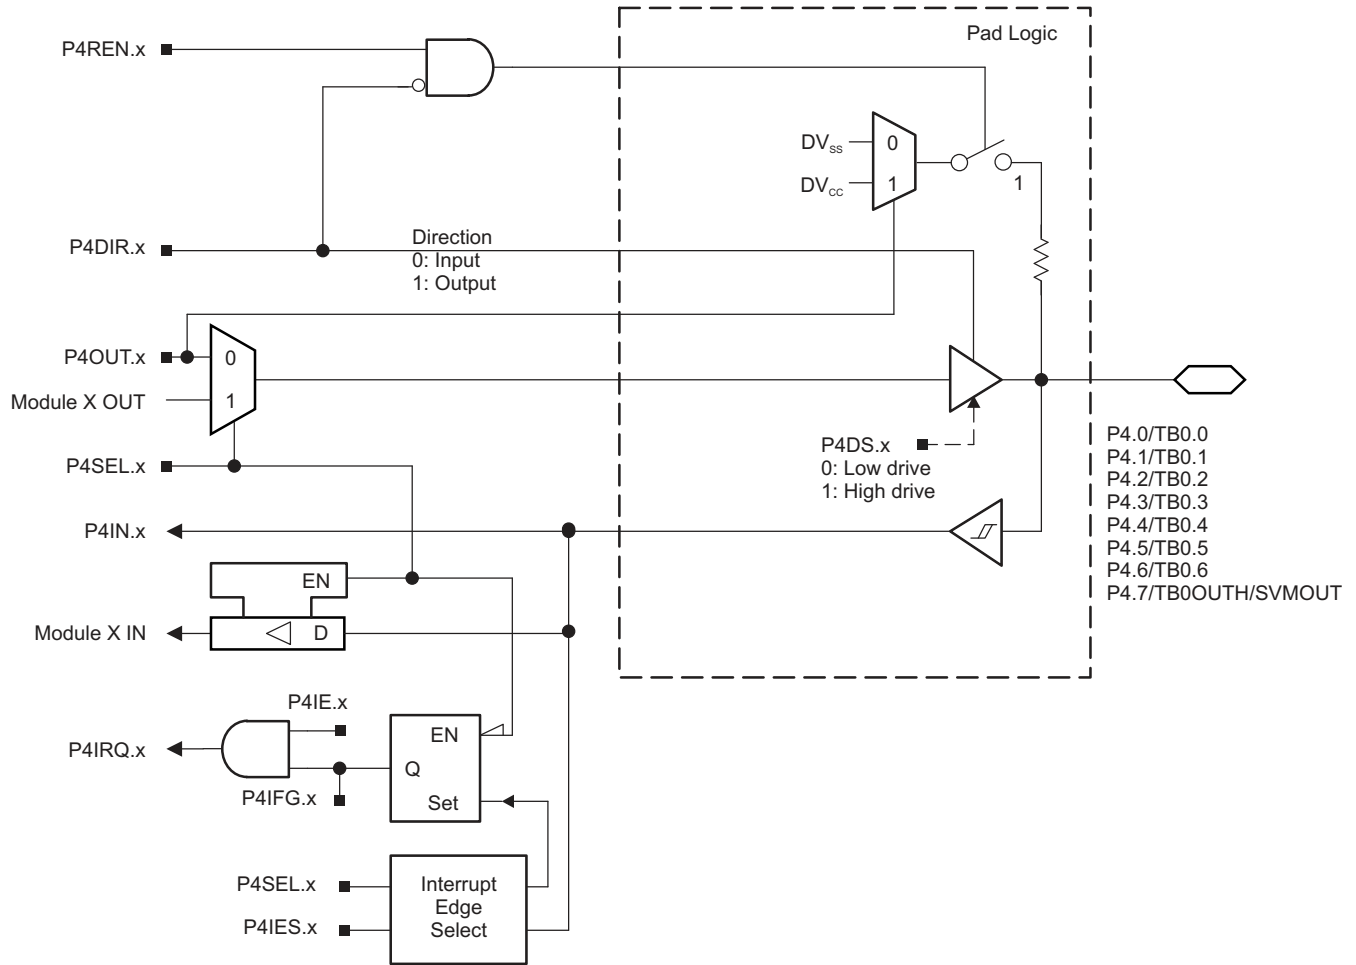 Pad Logic
P4REN.x
DVSS
0
DVCC
1
1
P4DIR.x
Direction
0: Input
1: Output
P4OUT.x
0
Module X OUT
1
P4DS.x
0: Low drive
1: High drive
P4.0/TB0.0
P4.1/TB0.1
P4.2/TB0.2
P4.3/TB0.3
P4.4/TB0.4
P4.5/TB0.5
P4.6/TB0.6
P4.7/TB0OUTH/SVMOUT
P4SEL.x
P4IN.x
EN
Module X IN
D
P4IE.x
P4IRQ.x
EN
Q
P4IFG.x
Set
P4SEL.x
P4IES.x
Interrupt
Edge
Select